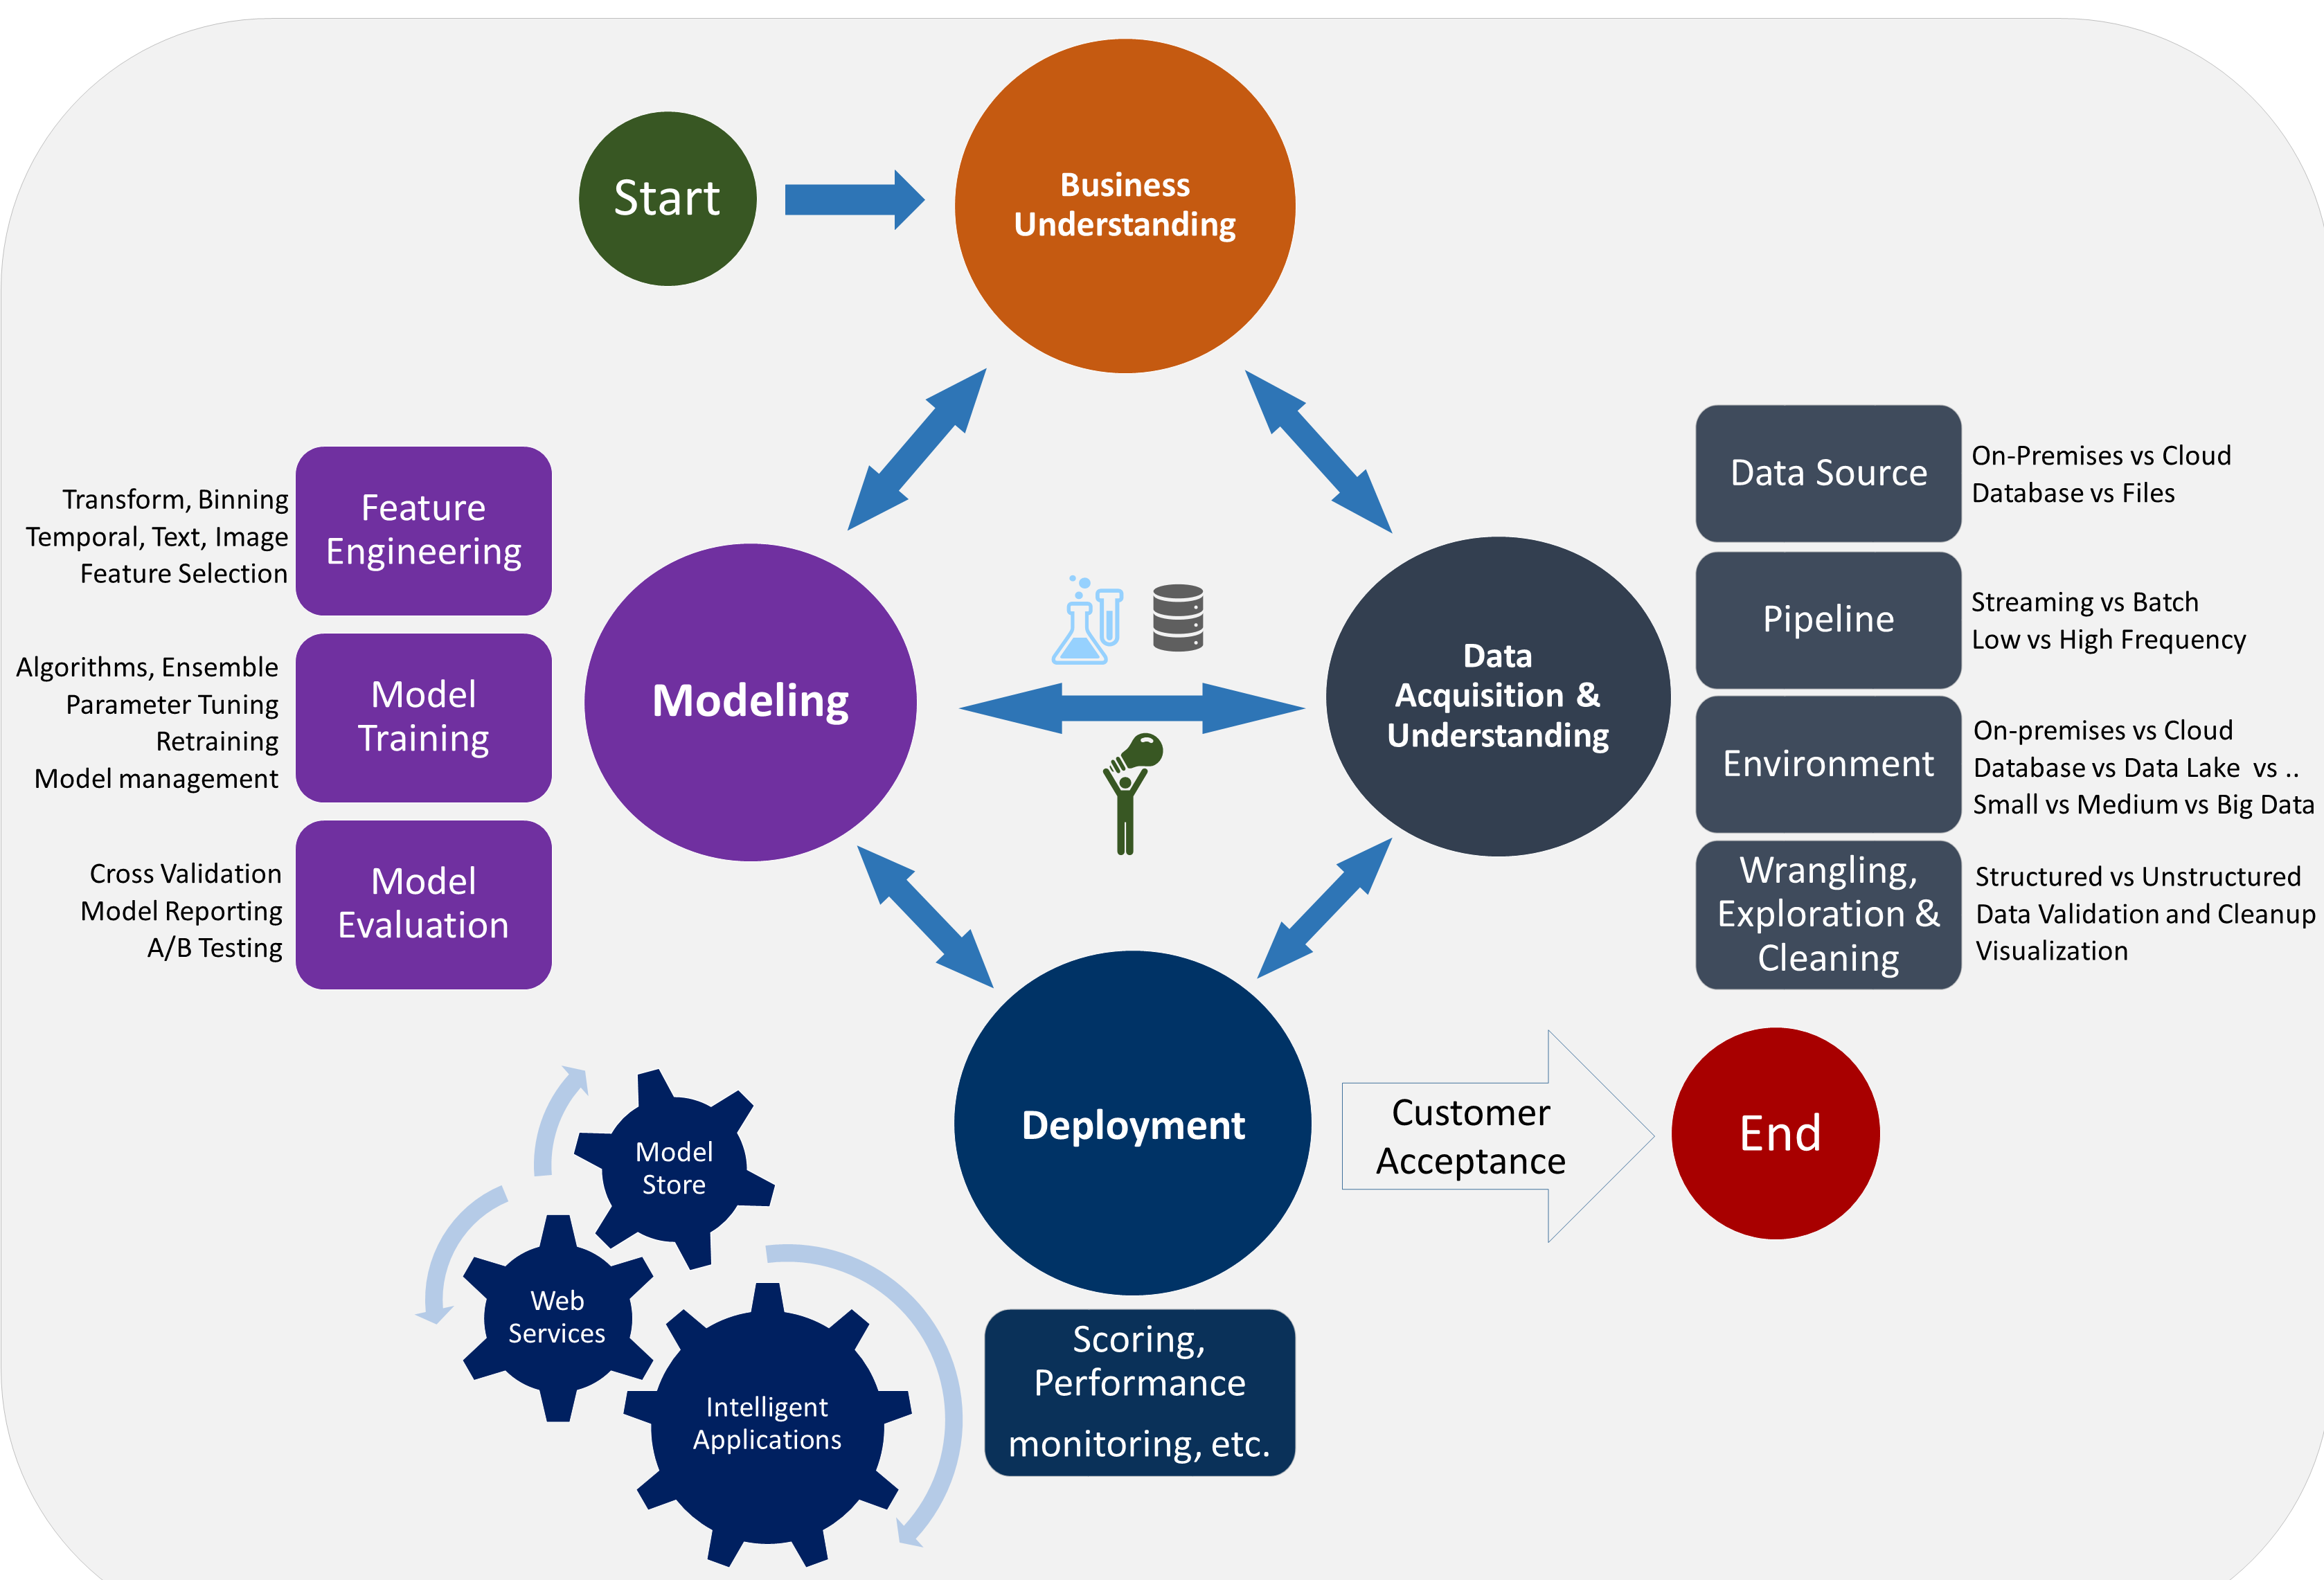 Start
Business
Understanding
Transform, Binning
Temporal, Text, Image
Feature Selection
Feature
Engineering
Algorithms, Ensemble
Parameter Tuning
Retraining
Model management
Model
Training
Cross Validation
Model Reporting
A/B Testing
Model
Evaluation
Modeling
Data
Acquisition &
Understanding
Data Source
On-Premises vs Cloud
Database vs Files
Pipeline
Streaming vs Batch
Low vs High Frequency
Environment
On-premises vs Cloud
Database vs Data Lake  vs ..
Small vs Medium vs Big Data
Wrangling,
Exploration &
Cleaning
Structured vs Unstructured
Data Validation and Cleanup
Visualization
Deployment
Customer
Acceptance
End
Model
Store
Web
Services
Intelligent
Applications
Scoring,
Performance
monitoring, etc.